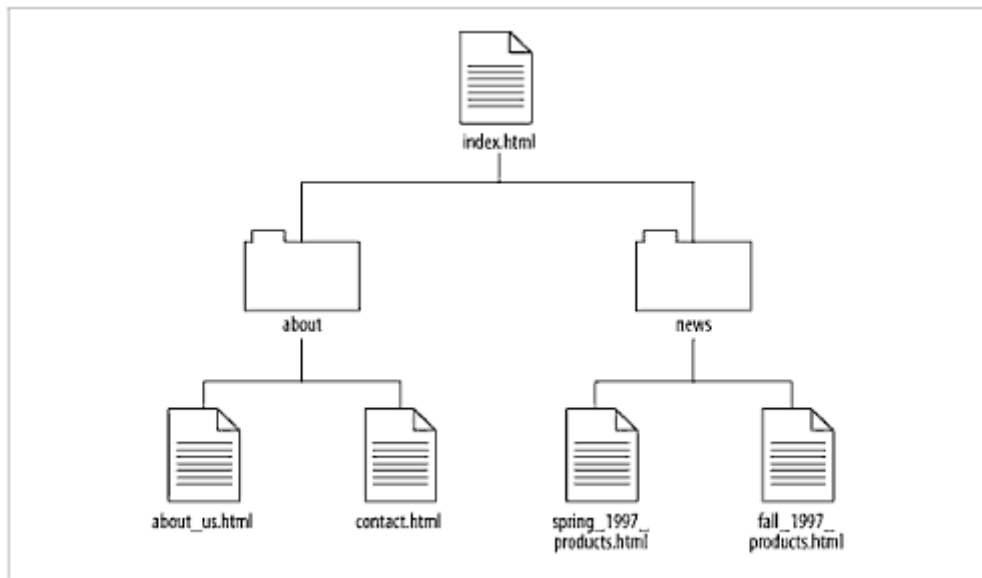 index.html
about
news
about_us.html
contact.html
spring_1997_
products.html
fall_1997_
products.html